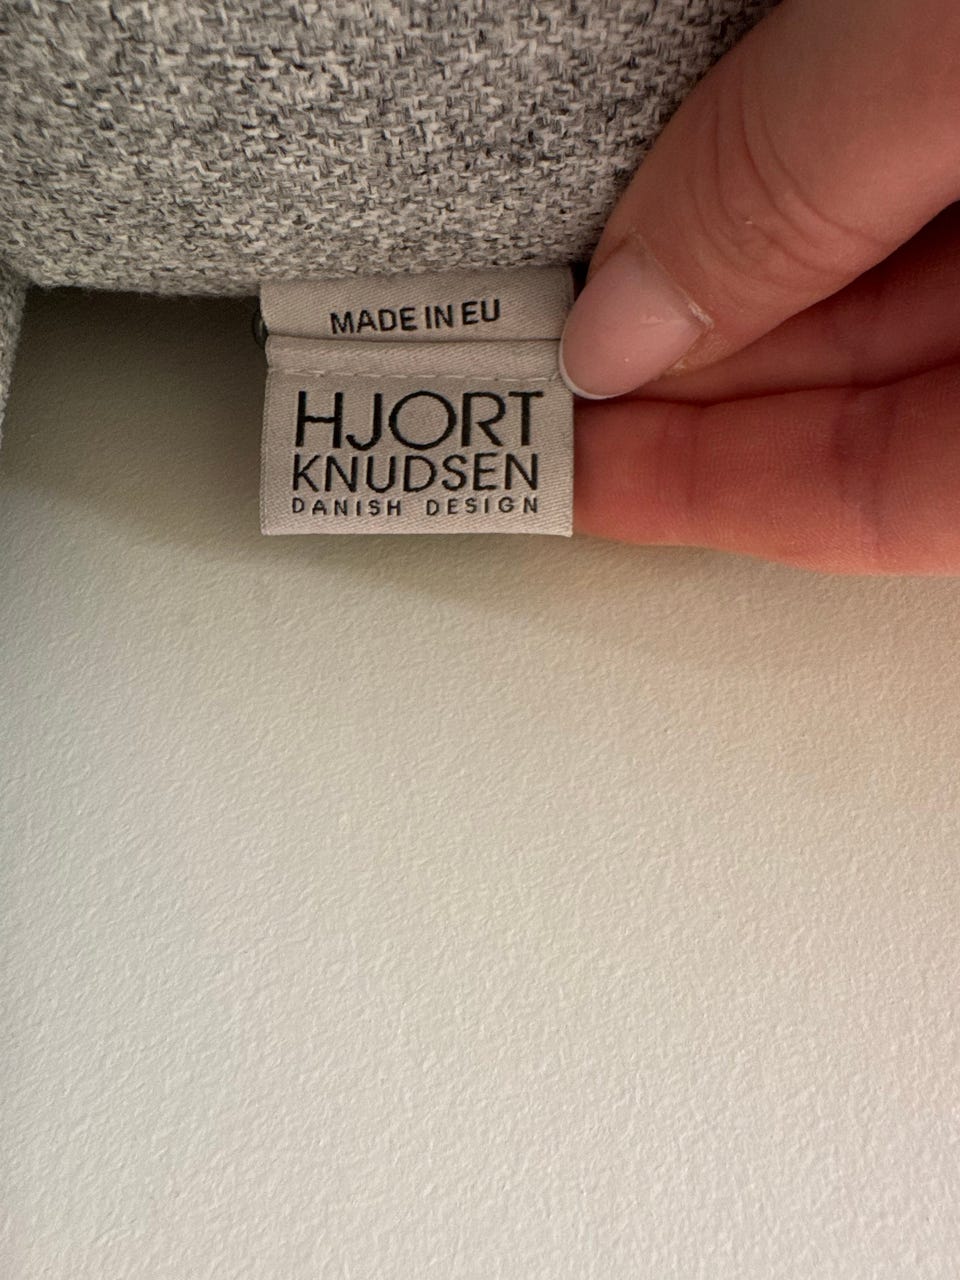 MADE IN EU
HJORT
KNUDSEN
DANISH DESIGN